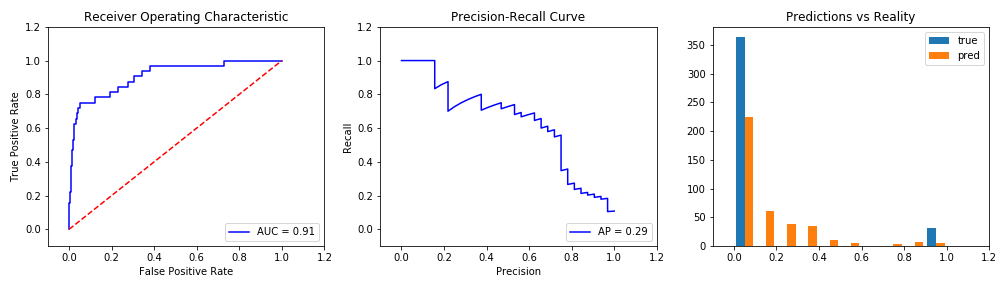 Receiver Operating Characteristic
1.2
1.0
0.8
0.6
0.4
0.2
0.0
True Positive Rate
AUC = 0.91
0.0 0.2 0.4 0.6 0.8 1.0 1.2
False Positive Rate
Precision-Recall Curve
1.2
1.0
0.8
0.6
0.4
0.2
0.0
Recall
AP = 0.29
0.0 0.2 0.4 0.6 0.8 1.0 1.2
Precision
Predictions vs Reality
true
pred
350
300
250
200
150
100
50
0
0.0 0.2 0.4 0.6 0.8 1.0 1.2